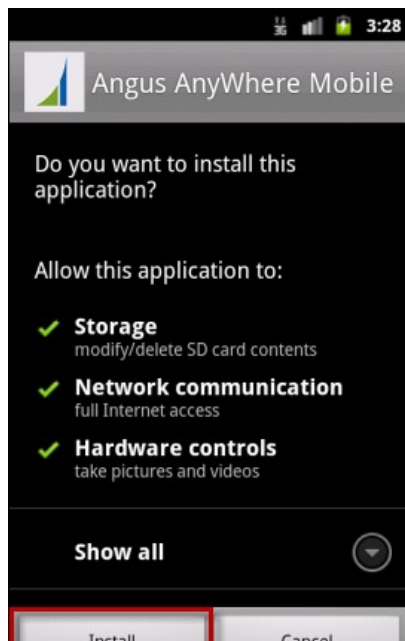 3G 3:28
Angus AnyWhere Mobile
Do you want to install this
application?
Allow this application to:
Storage
modify/delete SD card contents
Network communication
full Internet access
Hardware controls
take pictures and videos
Show all
Install Cancel